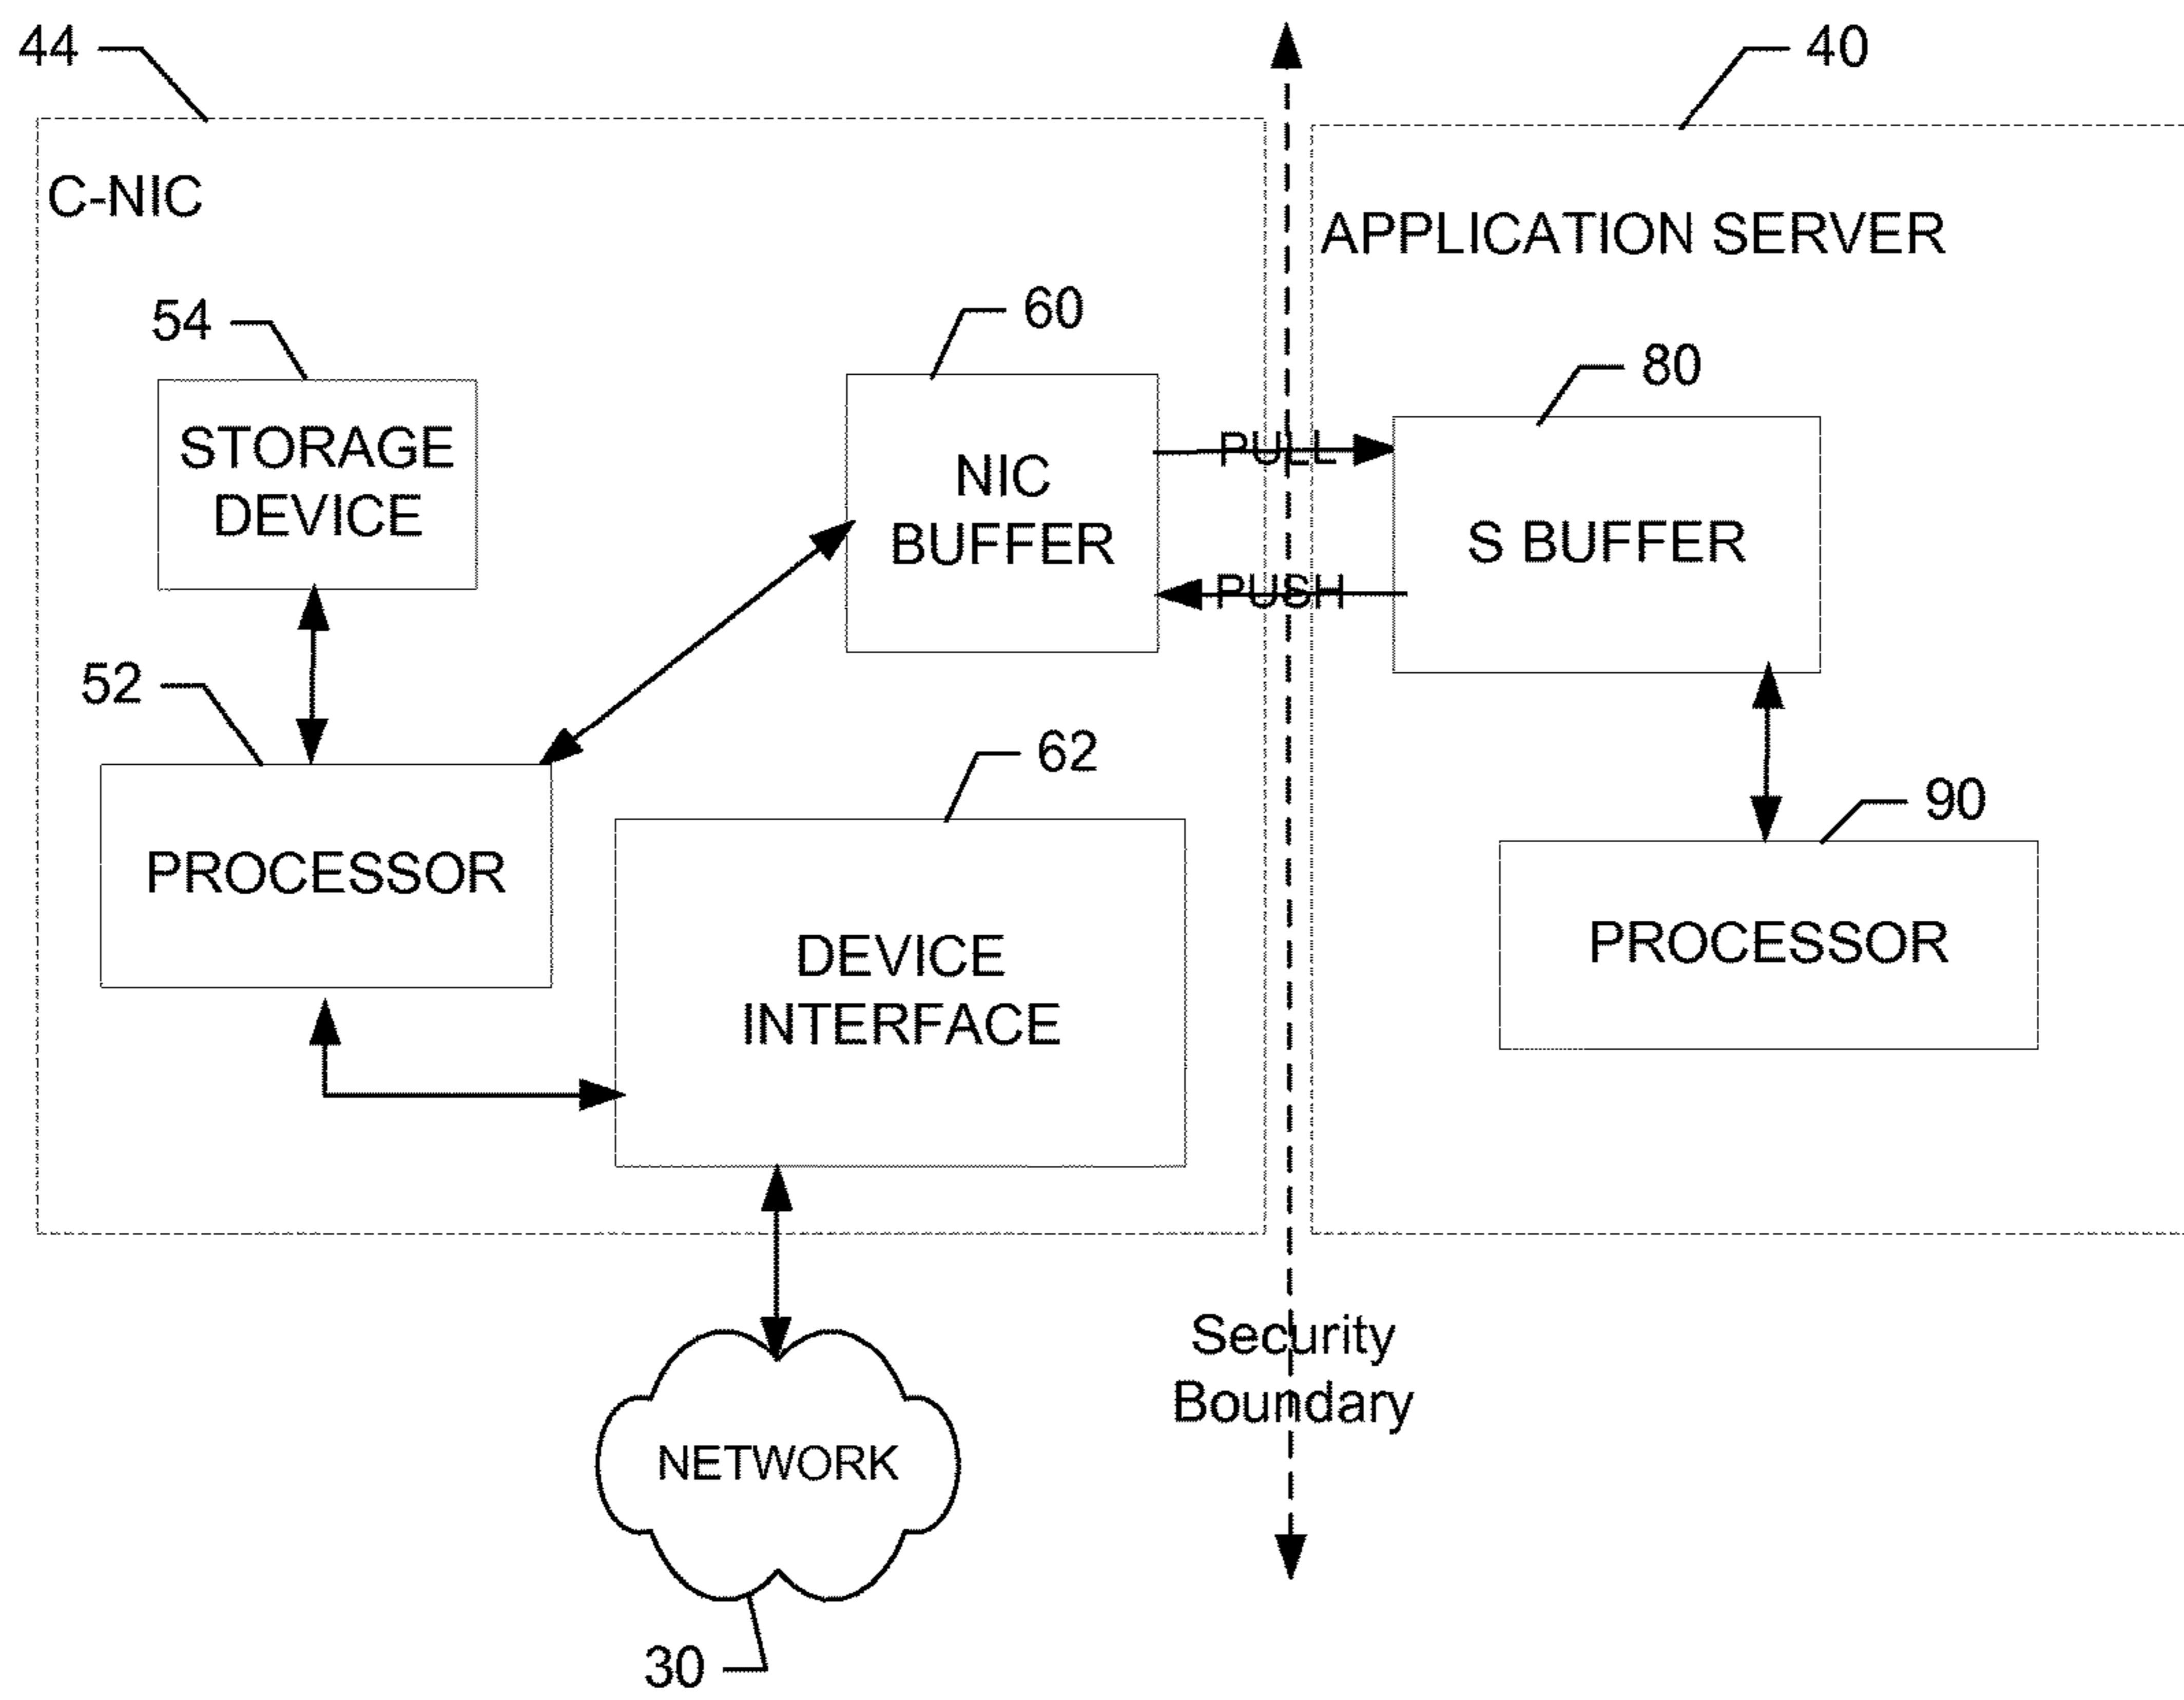 44
40
C-NIC
APPLICATION SERVER
54
60
80
STORAGE
DEVICE
NIC
BUFFER
PULL
S BUFFER
PUSH
52
62
90
PROCESSOR
DEVICE
INTERFACE
PROCESSOR
Security
Boundary
NETWORK
30